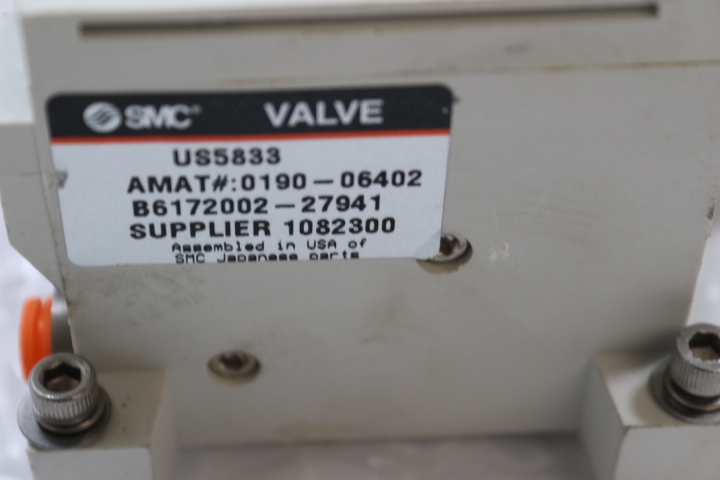 SMC VALVE
US5833
AMAT#:0190-06402
B6172002-27941
SUPPLIER 1082300
Assembled in USA of
SMC Japanese parts